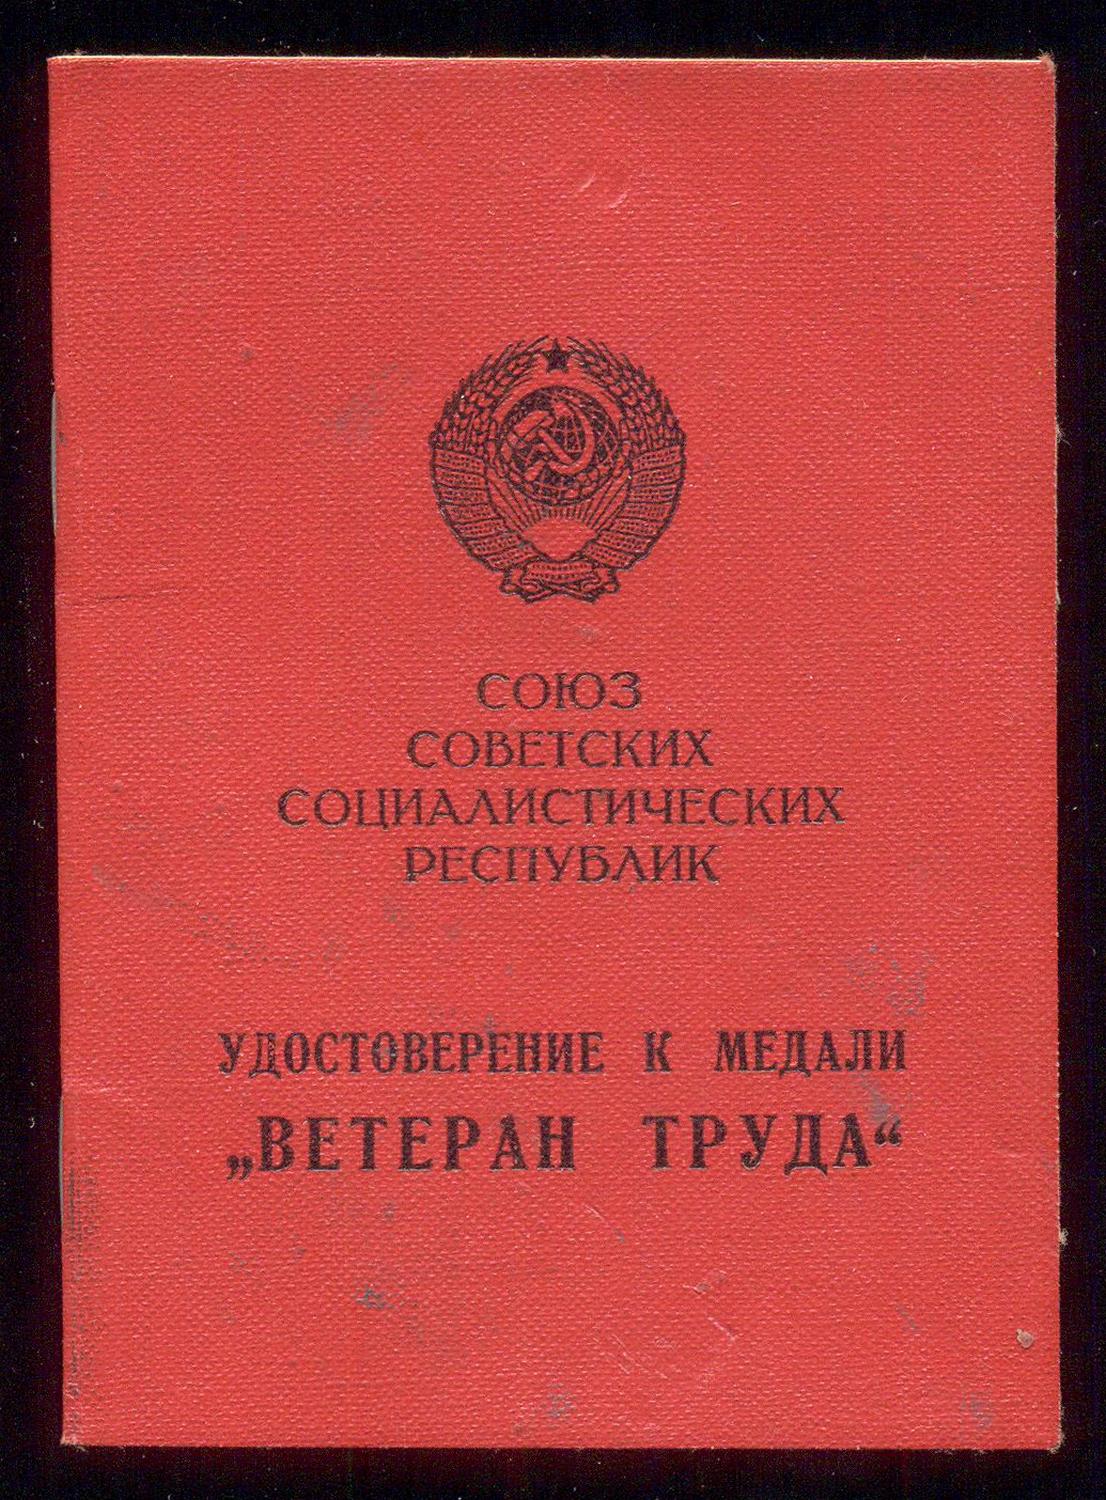 СОЮЗ
СОВЕТСКИХ
СОЦИАЛИСТИЧЕСКИХ
РЕСПУБЛИК
УДОСТОВЕРЕНИЕ К МЕДАЛИ
„ВЕТЕРАН ТРУДА“